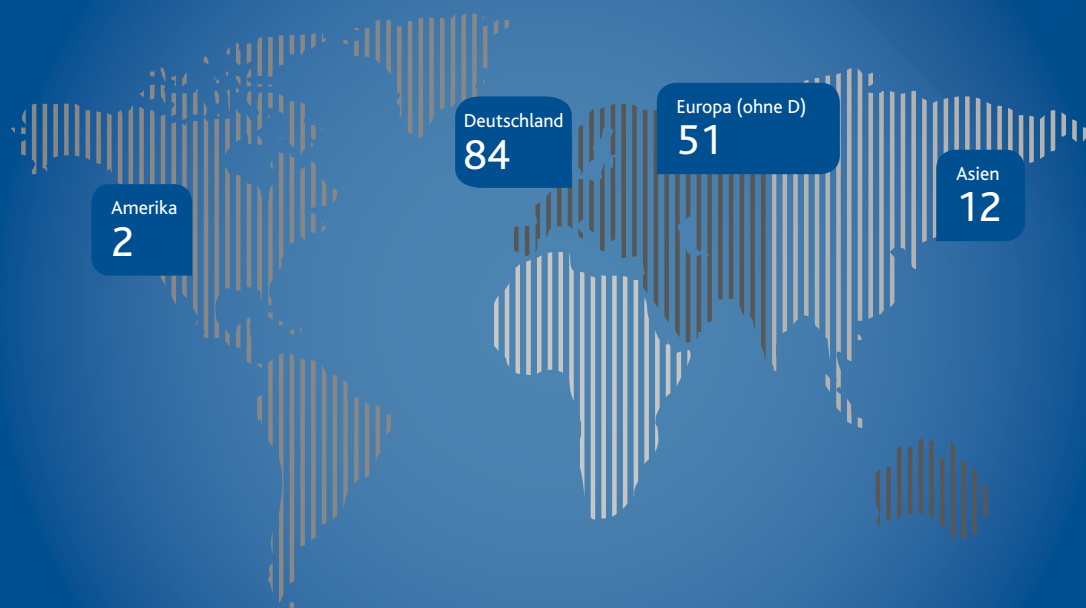 Amerika
2
Deutschland
84
Europa (ohne D)
51
Asien
12